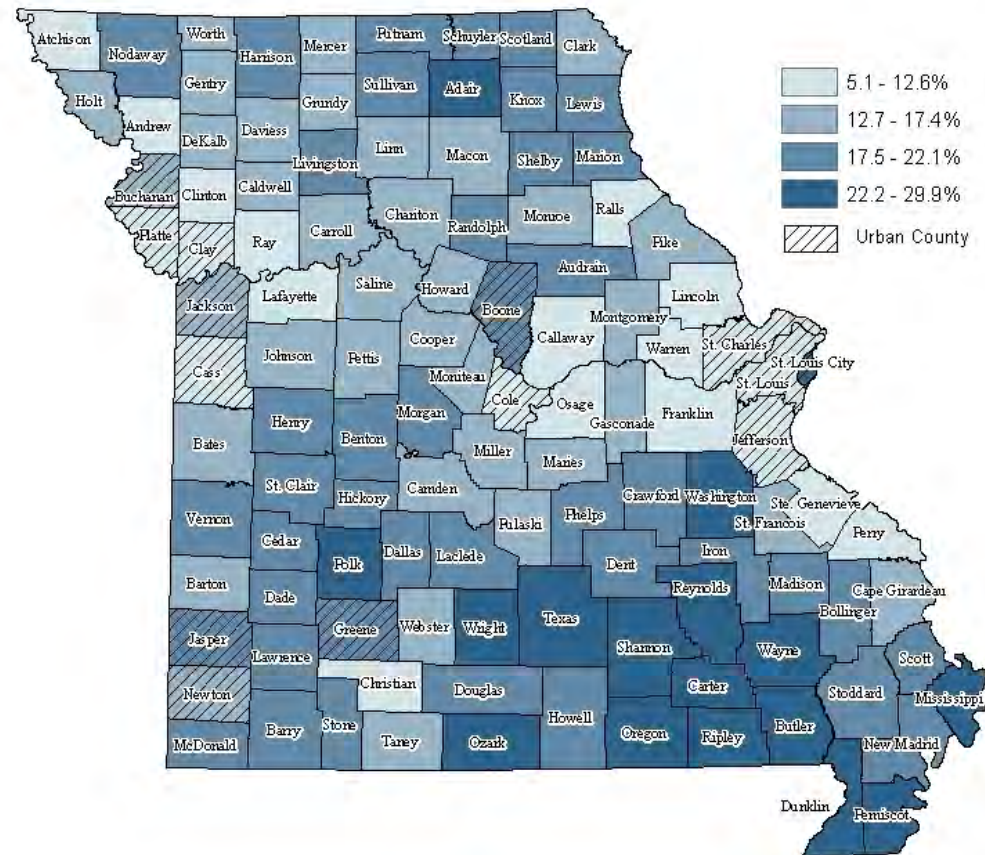 Atchison
Nodaway
Worth
Harrison
Mercer
Putnam
Schuyler
Scotland
Clark
Holt
Gentry
Sullivan
Adair
Knox
Lewis
Andrew
DeKalb
Daviess
Grundy
Livingston
Linn
Macon
Shelby
Marion
Buchanan
Clinton
Caldwell
Chariton
Randolph
Monroe
Ralls
Platte
Clay
Ray
Carroll
Pike
Audrain
Jackson
Lafayette
Saline
Howard
Boone
Callaway
Montgomery
Lincoln
Warren
St. Charles
St. Louis City
St. Louis
Cass
Johnson
Pettis
Cooper
Moniteau
Cole
Osage
Gasconade
Franklin
Jefferson
Bates
Henry
Benton
Morgan
Miller
Maries
Camden
St. Clair
Hickory
Pulaski
Phelps
Crawford
Washington
Ste. Genevieve
St. Francois
Perry
Vernon
Cedar
Polk
Dallas
Laclede
Dent
Iron
Reynolds
Madison
Bollinger
Cape Girardeau
Barton
Dade
Jasper
Greene
Webster
Wright
Texas
Shannon
Wayne
Scott
Lawrence
Christian
Douglas
Carter
Stoddard
Mississippi
Newton
Howell
Butler
McDonald
Barry
Stone
Taney
Ozark
Oregon
Ripley
New Madrid
Dunklin
Pemiscot
5.1 - 12.6%
12.7 - 17.4%
17.5 - 22.1%
22.2 - 29.9%
Urban County